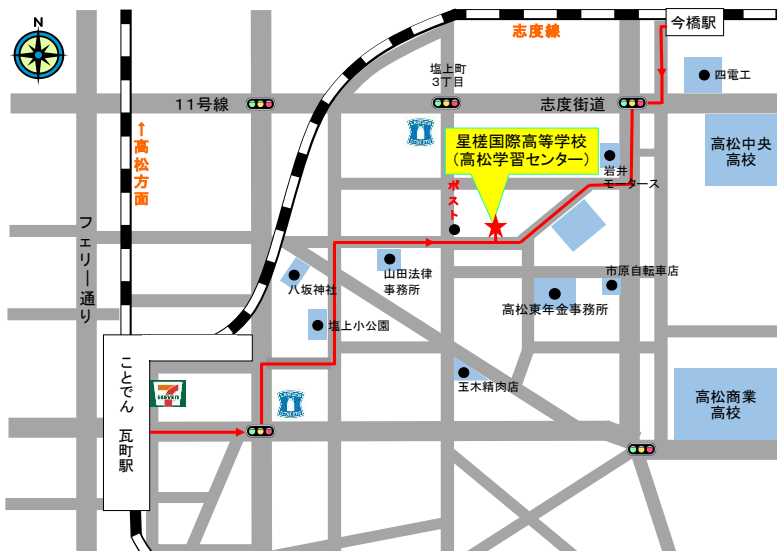 N
今橋駅
志度線
四電工
塩上町
3丁目
11号線
志度街道
↑高松方面
星槎国際高等学校
(高松学習センター)
高松中央
高校
岩井
モータース
ポスト
フェリー通り
山田法律
事務所
八坂神社
市原自転車店
高松東年金事務所
塩上小公園
ことでん 瓦町駅
7
ELEVEN
玉木精肉店
高松商業
高校